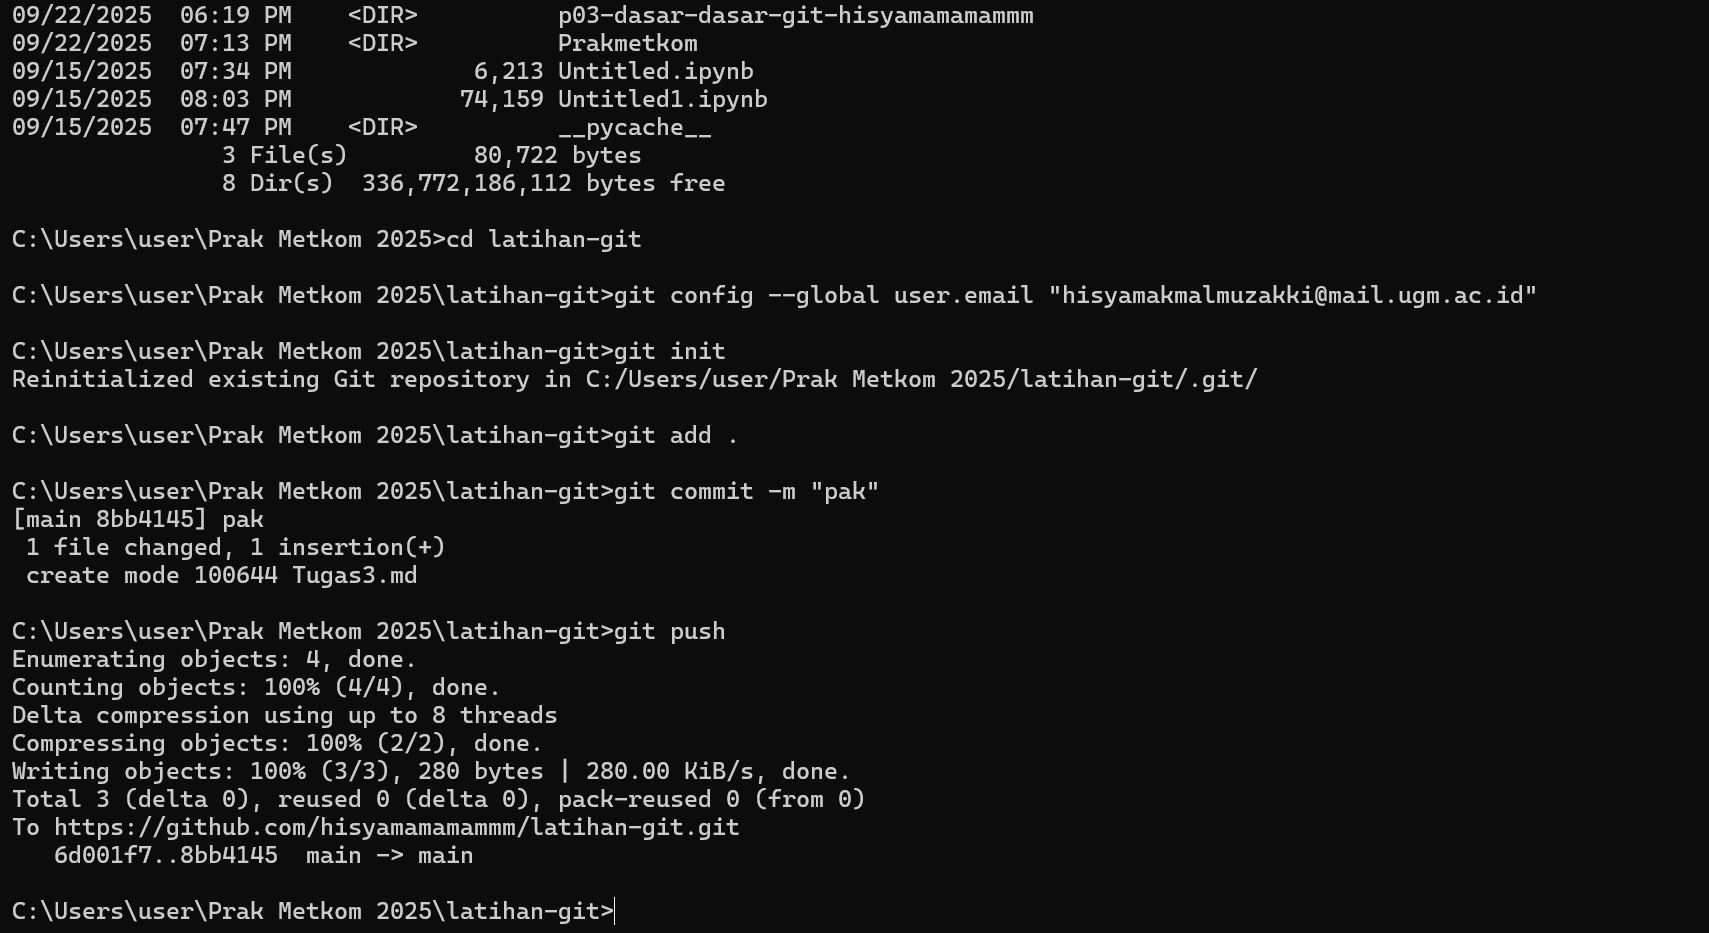 09/22/2025  06:19 PM    <DIR>          p03-dasar-dasar-git-hisyamamamammm
09/22/2025  07:13 PM    <DIR>          Prakmetkom
09/15/2025  07:34 PM             6,213 Untitled.ipynb
09/15/2025  08:03 PM            74,159 Untitled1.ipynb
09/15/2025  07:47 PM    <DIR>          __pycache__
               3 File(s)         80,722 bytes
               8 Dir(s)  336,772,186,112 bytes free
C:\Users\user\Prak Metkom 2025>cd latihan-git
C:\Users\user\Prak Metkom 2025\latihan-git>git config --global user.email "hisyamakmalmuzakki@mail.ugm.ac.id"
C:\Users\user\Prak Metkom 2025\latihan-git>git init
Reinitialized existing Git repository in C:/Users/user/Prak Metkom 2025/latihan-git/.git/
C:\Users\user\Prak Metkom 2025\latihan-git>git add .
C:\Users\user\Prak Metkom 2025\latihan-git>git commit -m "pak"
[main 8bb4145] pak
 1 file changed, 1 insertion(+)
 create mode 100644 Tugas3.md
C:\Users\user\Prak Metkom 2025\latihan-git>git push
Enumerating objects: 4, done.
Counting objects: 100% (4/4), done.
Delta compression using up to 8 threads
Compressing objects: 100% (2/2), done.
Writing objects: 100% (3/3), 280 bytes | 280.00 KiB/s, done.
Total 3 (delta 0), reused 0 (delta 0), pack-reused 0 (from 0)
To https://github.com/hisyamamamammm/latihan-git.git
   6d001f7..8bb4145  main -> main
C:\Users\user\Prak Metkom 2025\latihan-git>